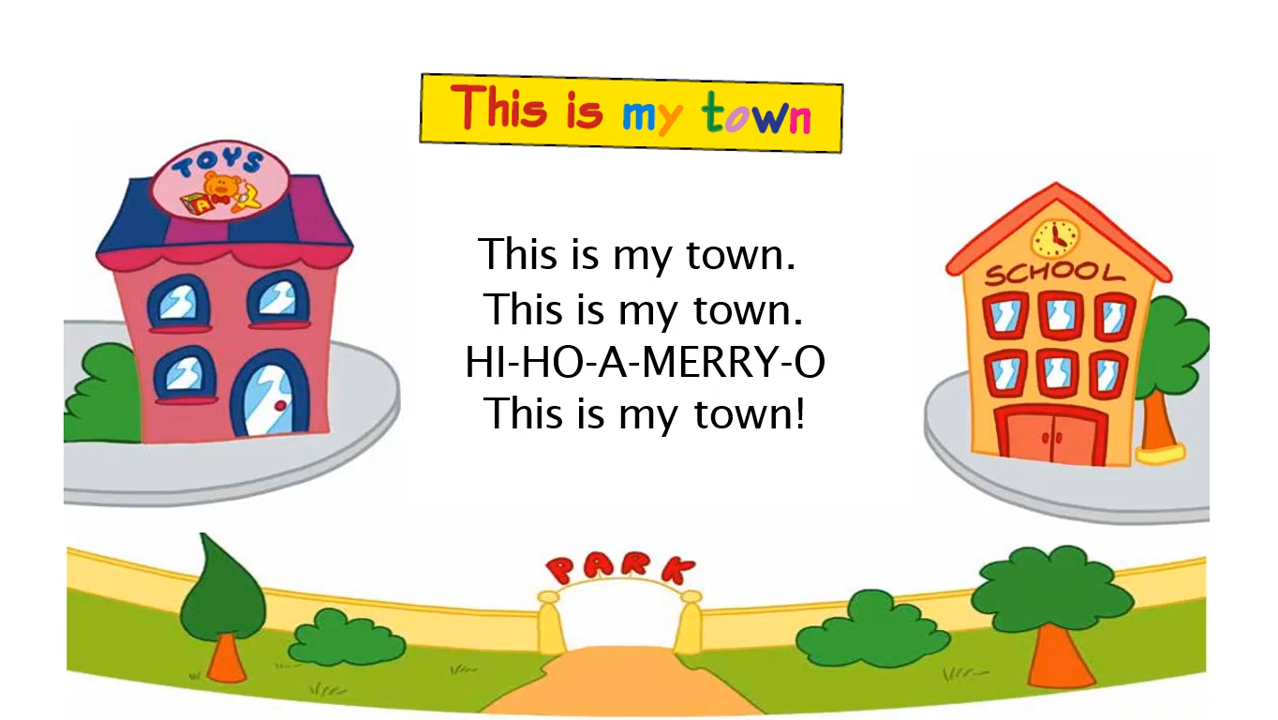 This is my town
TOYS
A
SCHOOL
This is my town.
This is my town.
HI-HO-A-MERRY-O
This is my town!
PARK